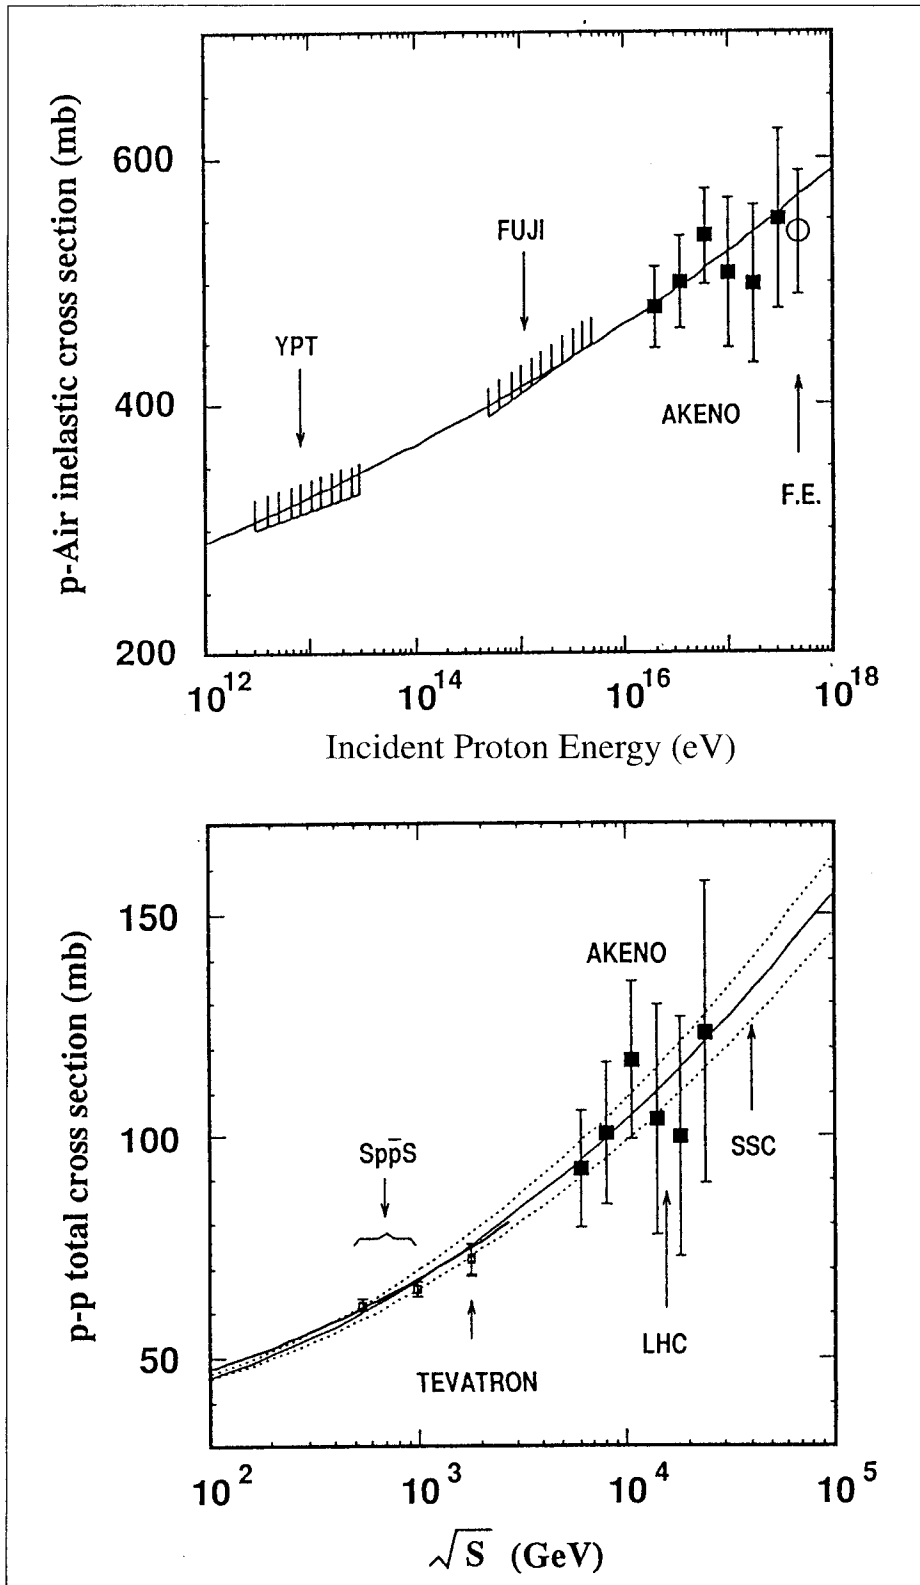 p-Air inelastic cross section (mb)
600
400
200
YPT
FUJI
AKENO
F.E.
10^12
10^14
10^16
10^18
Incident Proton Energy (eV)
p-p total cross section (mb)
150
100
50
AKENO
Spp̄S
TEVATRON
LHC
SSC
10^2
10^3
10^4
10^5
√S (GeV)